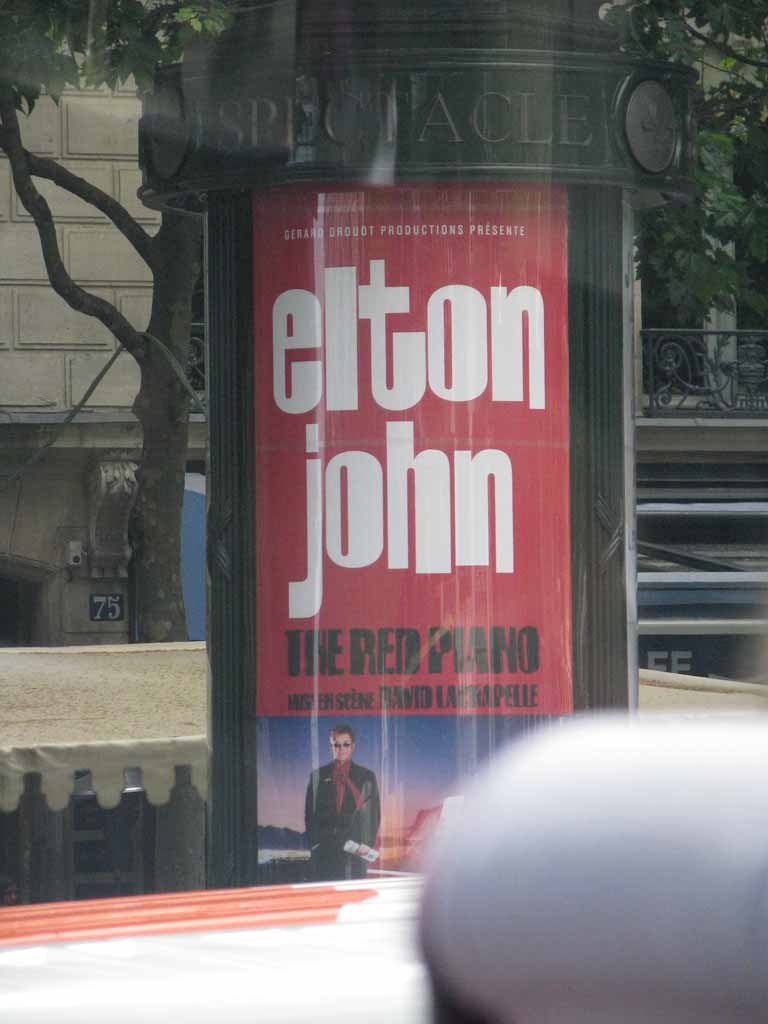 SPECTACLE
GERARD DROUOT PRODUCTIONS PRÉSENTE
elton
john
THE RED PIANO
MISE EN SCÈNE DAVID LACHAPELLE
75